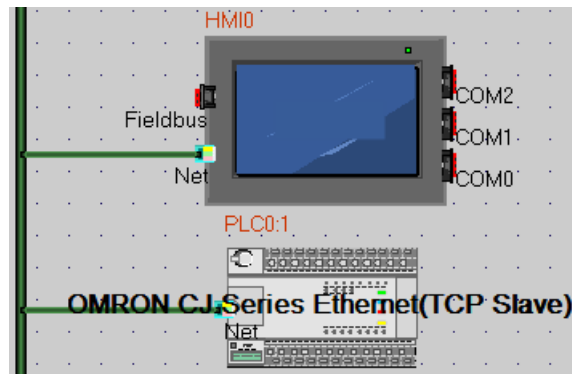 HMI0
COM2
Fieldbus
COM1
Net
COM0
PLC0:1
OMRON CJ-Series Ethernet(TCP Slave)
Net